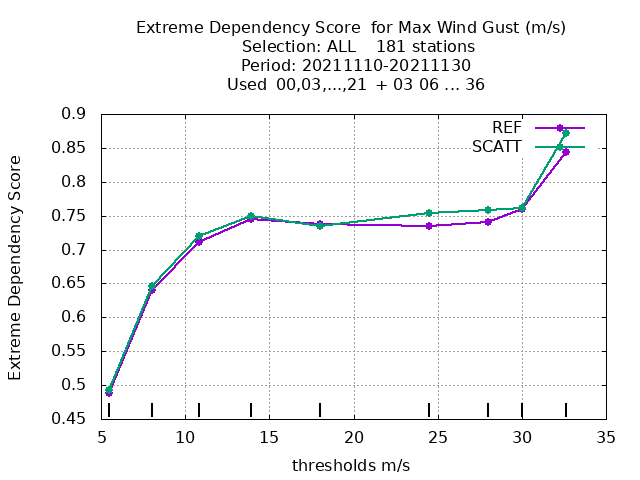 Extreme Dependency Score  for Max Wind Gust (m/s)
Selection: ALL    181 stations
Period: 20211110-20211130
Used  00,03,...,21  + 03 06 ... 36
REF
SCATT
Extreme Dependency Score
0.9
0.85
0.8
0.75
0.7
0.65
0.6
0.55
0.5
0.45
5 10 15 20 25 30 35
thresholds m/s